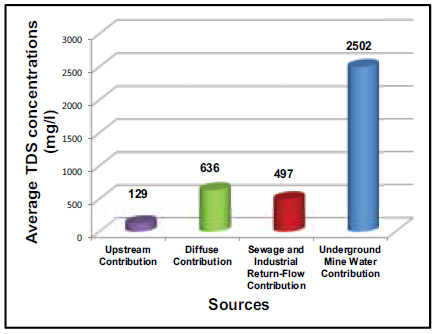 Average TDS concentrations
(mg/l)
3000
2500
2000
1500
1000
500
0
129
636
497
2502
Upstream
Contribution
Diffuse
Contribution
Sewage and
Industrial
Return-Flow
Contribution
Underground
Mine Water
Contribution
Sources